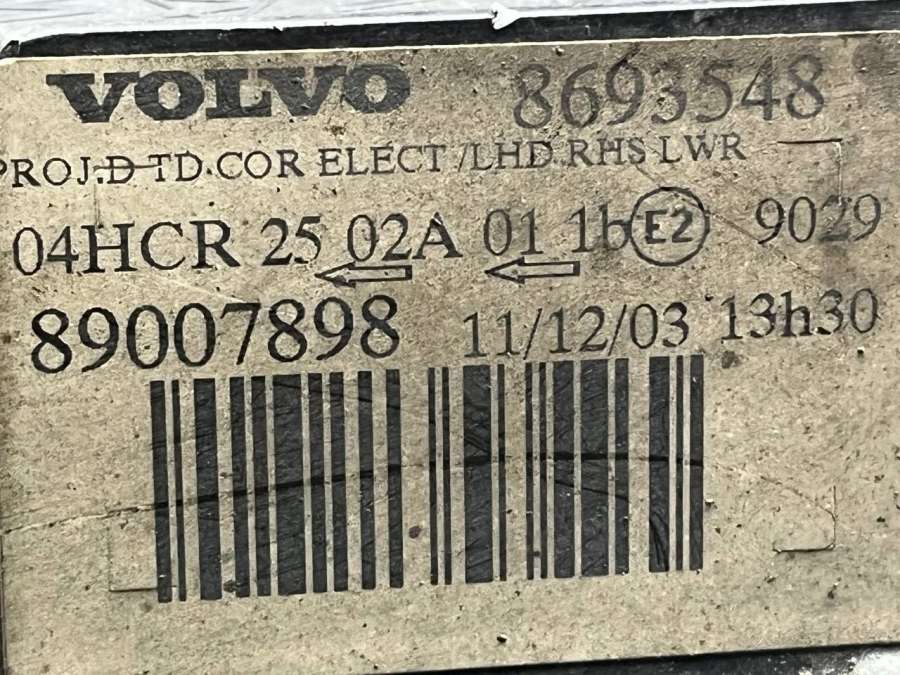 VOLVO 8693548
PROJ.D TD.COR ELECT/LHD.RHS LWR
04HCR 25 02A 01 1b E2 9029
89007898 11/12/03 13h30